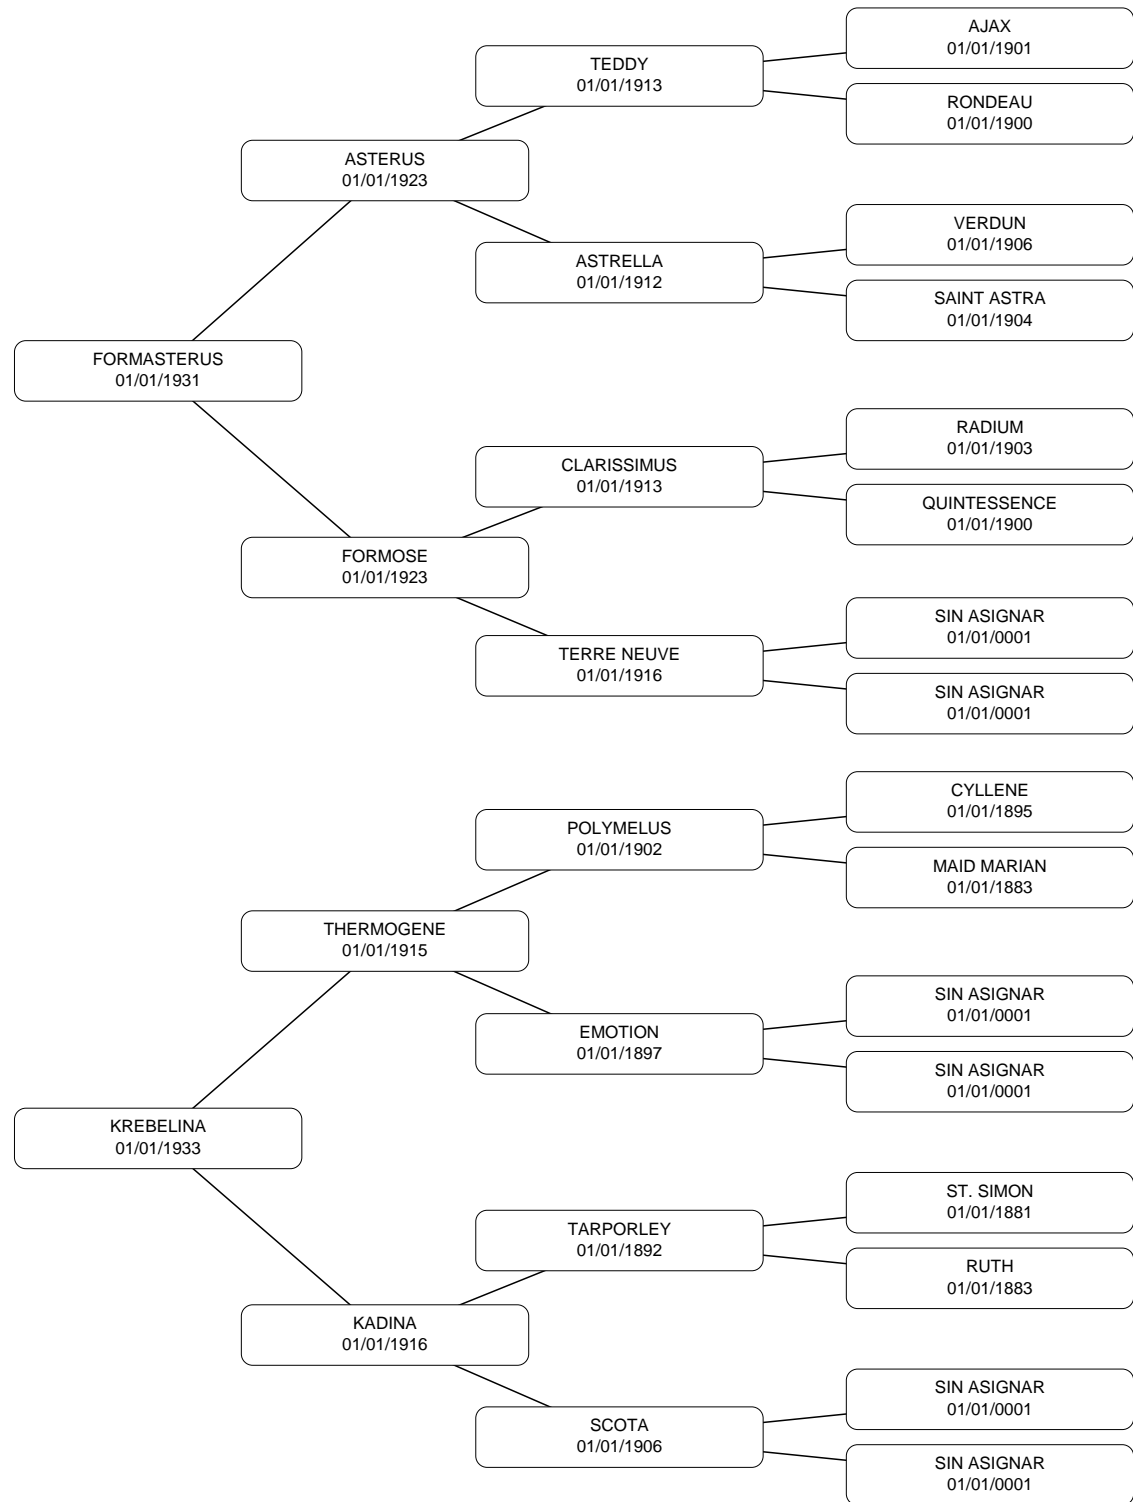 AJAX
01/01/1901
TEDDY
01/01/1913
RONDEAU
01/01/1900
ASTERUS
01/01/1923
VERDUN
01/01/1906
ASTRELLA
01/01/1912
SAINT ASTRA
01/01/1904
FORMASTERUS
01/01/1931
RADIUM
01/01/1903
CLARISSIMUS
01/01/1913
QUINTESSENCE
01/01/1900
FORMOSE
01/01/1923
SIN ASIGNAR
01/01/0001
TERRE NEUVE
01/01/1916
SIN ASIGNAR
01/01/0001
CYLLENE
01/01/1895
POLYMELUS
01/01/1902
MAID MARIAN
01/01/1883
THERMOGENE
01/01/1915
SIN ASIGNAR
01/01/0001
EMOTION
01/01/1897
SIN ASIGNAR
01/01/0001
KREBELINA
01/01/1933
ST. SIMON
01/01/1881
TARPORLEY
01/01/1892
RUTH
01/01/1883
KADINA
01/01/1916
SIN ASIGNAR
01/01/0001
SCOTA
01/01/1906
SIN ASIGNAR
01/01/0001